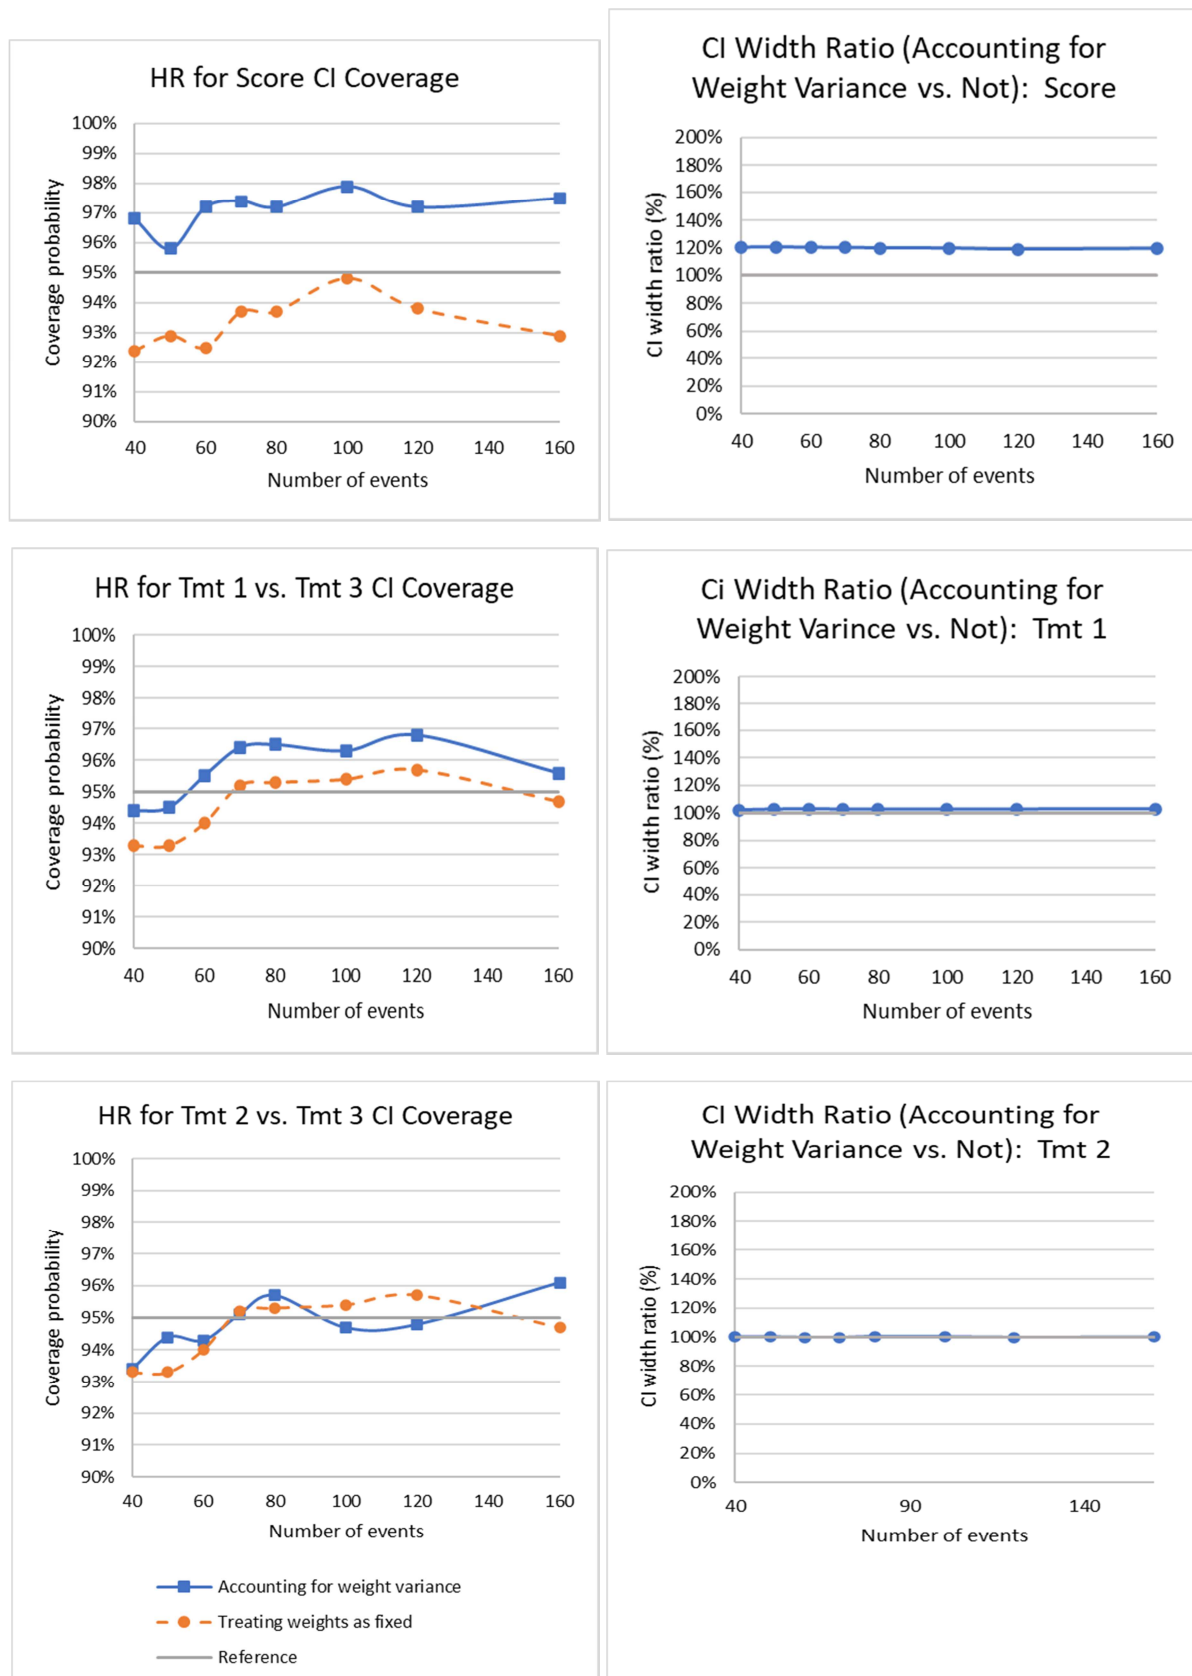 HR for Score CI Coverage
100%
99%
98%
97%
96%
95%
94%
93%
92%
91%
90%
Coverage probability
40 60 80 100 120 140 160
Number of events
CI Width Ratio (Accounting for
Weight Variance vs. Not): Score
200%
180%
160%
140%
120%
100%
80%
60%
40%
20%
0%
CI width ratio (%)
40 60 80 100 120 140 160
Number of events
HR for Tmt 1 vs. Tmt 3 CI Coverage
100%
99%
98%
97%
96%
95%
94%
93%
92%
91%
90%
Coverage probability
40 60 80 100 120 140 160
Number of events
Ci Width Ratio (Accounting for
Weight Varince vs. Not): Tmt 1
200%
180%
160%
140%
120%
100%
80%
60%
40%
20%
0%
CI width ratio (%)
40 60 80 100 120 140 160
Number of events
HR for Tmt 2 vs. Tmt 3 CI Coverage
100%
99%
98%
97%
96%
95%
94%
93%
92%
91%
90%
Coverage probability
40 60 80 100 120 140 160
Number of events
Accounting for weight variance
Treating weights as fixed
Reference
CI Width Ratio (Accounting for
Weight Variance vs. Not): Tmt 2
200%
180%
160%
140%
120%
100%
80%
60%
40%
20%
0%
CI width ratio (%)
40 90 140
Number of events